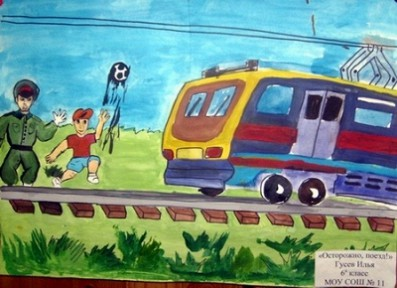 «Осторожно, поезд!»
Гусев Илья
6" класс
МОУ СОШ № 11